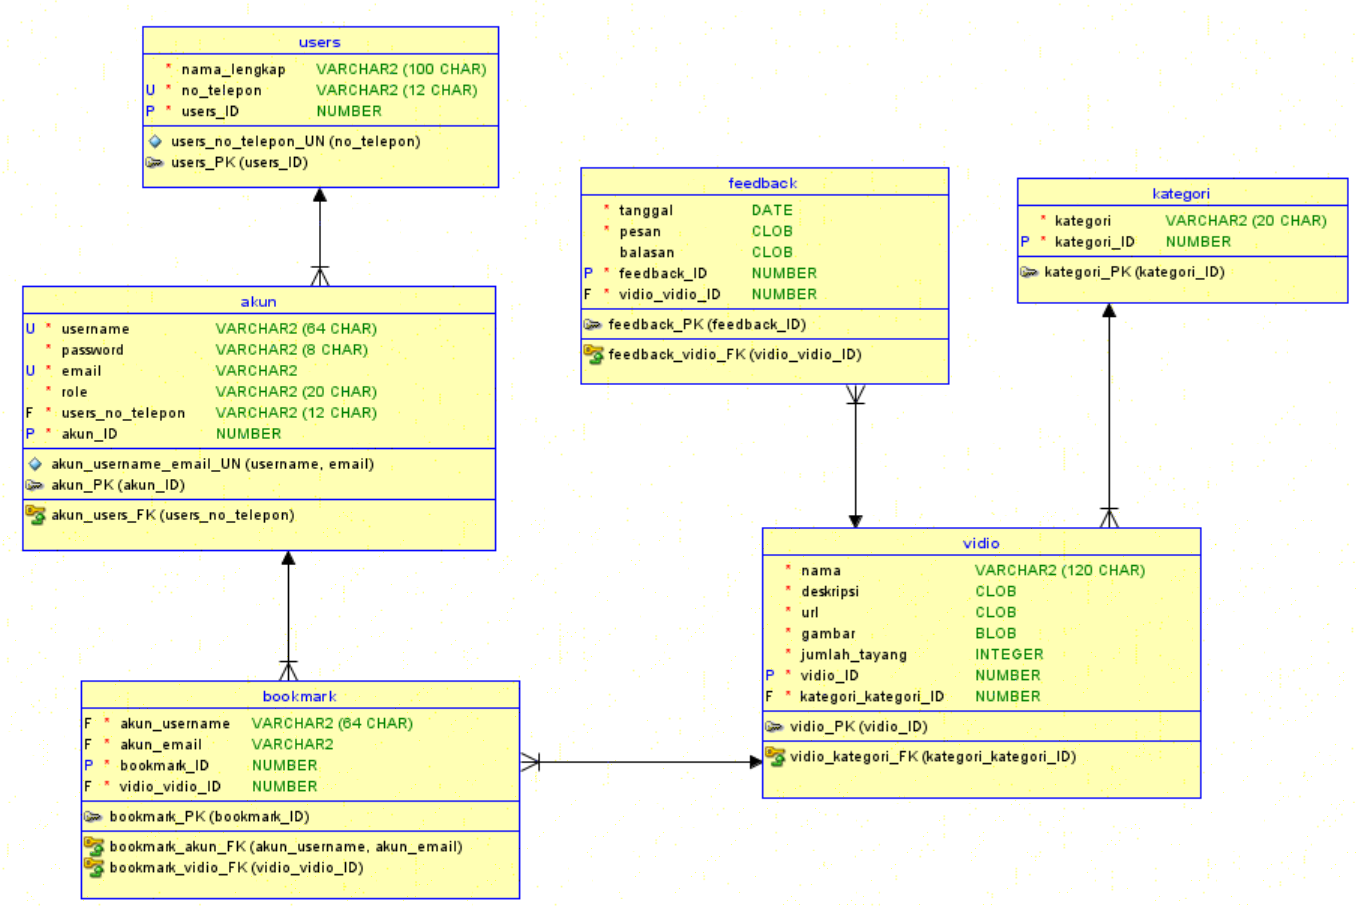 users
* nama_lengkap VARCHAR2 (100 CHAR)
U * no_telepon VARCHAR2 (12 CHAR)
P * users_ID NUMBER
users_no_telepon_UN (no_telepon)
users_PK (users_ID)
feedback
* tanggal DATE
* pesan CLOB
balasan CLOB
P * feedback_ID NUMBER
F * vidio_vidio_ID NUMBER
feedback_PK (feedback_ID)
feedback_vidio_FK (vidio_vidio_ID)
kategori
* kategori VARCHAR2 (20 CHAR)
P * kategori_ID NUMBER
kategori_PK (kategori_ID)
akun
U * username VARCHAR2 (64 CHAR)
* password VARCHAR2 (8 CHAR)
U * email VARCHAR2
* role VARCHAR2 (20 CHAR)
F * users_no_telepon VARCHAR2 (12 CHAR)
P * akun_ID NUMBER
akun_username_email_UN (username, email)
akun_PK (akun_ID)
akun_users_FK (users_no_telepon)
vidio
* nama VARCHAR2 (120 CHAR)
* deskripsi CLOB
* url CLOB
* gambar BLOB
* jumlah_tayang INTEGER
P * vidio_ID NUMBER
F * kategori_kategori_ID NUMBER
vidio_PK (vidio_ID)
vidio_kategori_FK (kategori_kategori_ID)
bookmark
F * akun_username VARCHAR2 (64 CHAR)
F * akun_email VARCHAR2
P * bookmark_ID NUMBER
F * vidio_vidio_ID NUMBER
bookmark_PK (bookmark_ID)
bookmark_akun_FK (akun_username, akun_email)
bookmark_vidio_FK (vidio_vidio_ID)